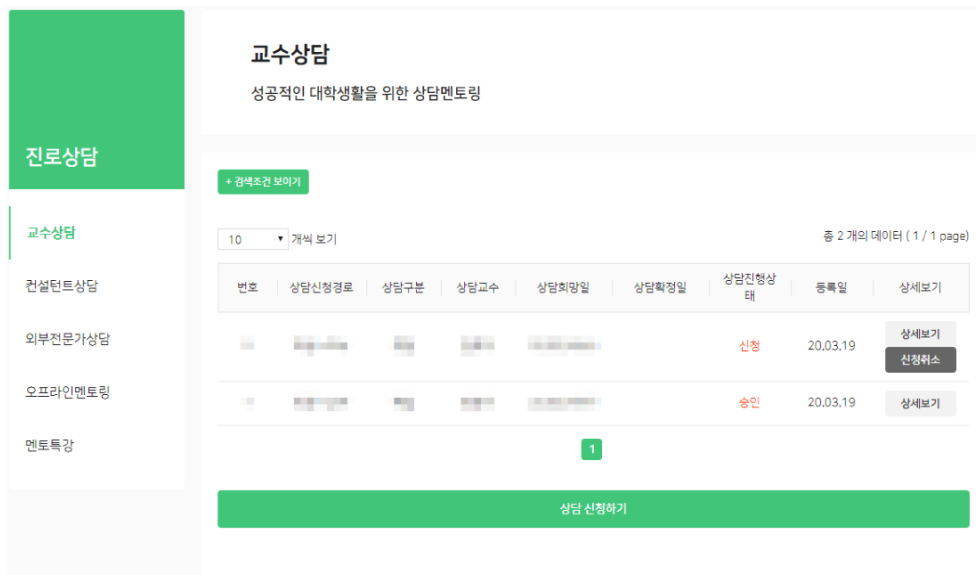 교수상담
성공적인 대학생활을 위한 상담멘토링
진로상담
교수상담
컨설턴트상담
외부전문가상담
오프라인멘토링
멘토특강
+ 검색조건 보이기
10 개씩 보기
총 2 개의 데이터 ( 1 / 1 page)
번호 상담신청경로 상담구분 상담교수 상담희망일 상담확정일 상담진행상태 등록일 상세보기
신청 20.03.19 상세보기
신청취소
승인 20.03.19 상세보기
1
상담 신청하기